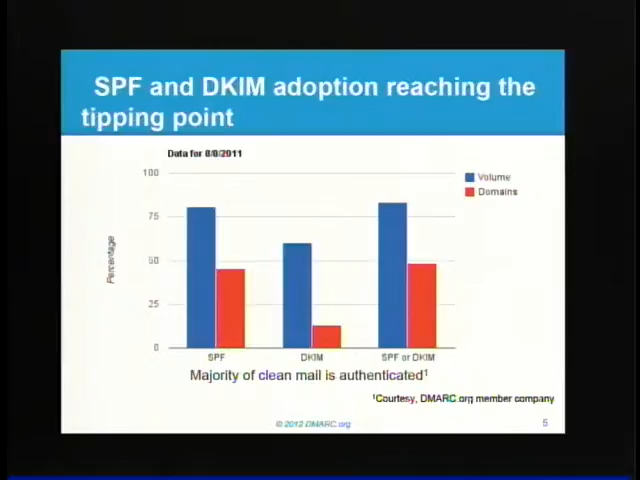 SPF and DKIM adoption reaching the
tipping point
Data for 8/8/2011
100
75
50
25
0
Percentage
Volume
Domains
SPF
DKIM
SPF or DKIM
Majority of clean mail is authenticated¹
¹Courtesy, DMARC.org member company
© 2012 DMARC.org
5